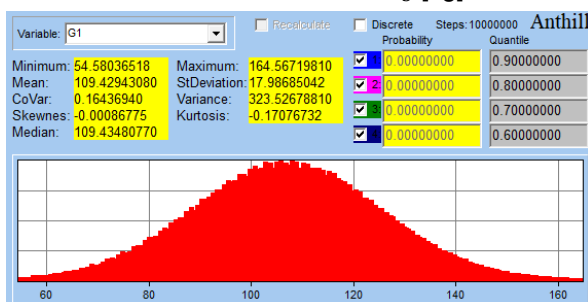 Variable: G1 Recalculate Discrete Steps:10000000 Anthill
Probability Quantile
Minimum: 54.58036518 Maximum: 164.56719810 1 0.00000000 0.90000000
Mean: 109.42943080 StDeviation: 17.98685042 2 0.00000000 0.80000000
CoVar: 0.16436940 Variance: 323.52678810 3 0.00000000 0.70000000
Skewnes: -0.00086775 Kurtosis: -0.17076732 0.00000000 0.60000000
Median: 109.43480770
60 80 100 120 140 160